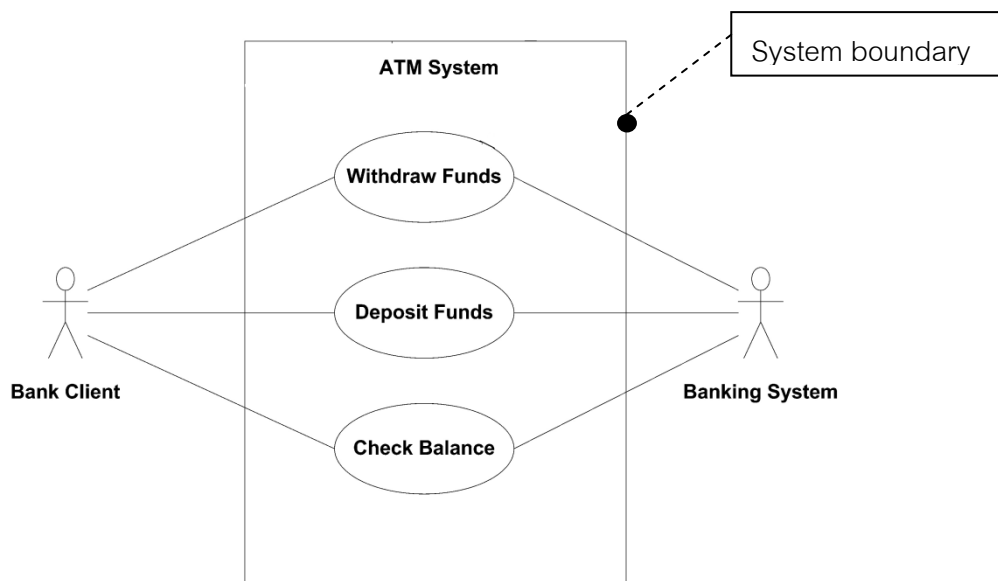 System boundary
ATM System
Withdraw Funds
Deposit Funds
Bank Client
Banking System
Check Balance